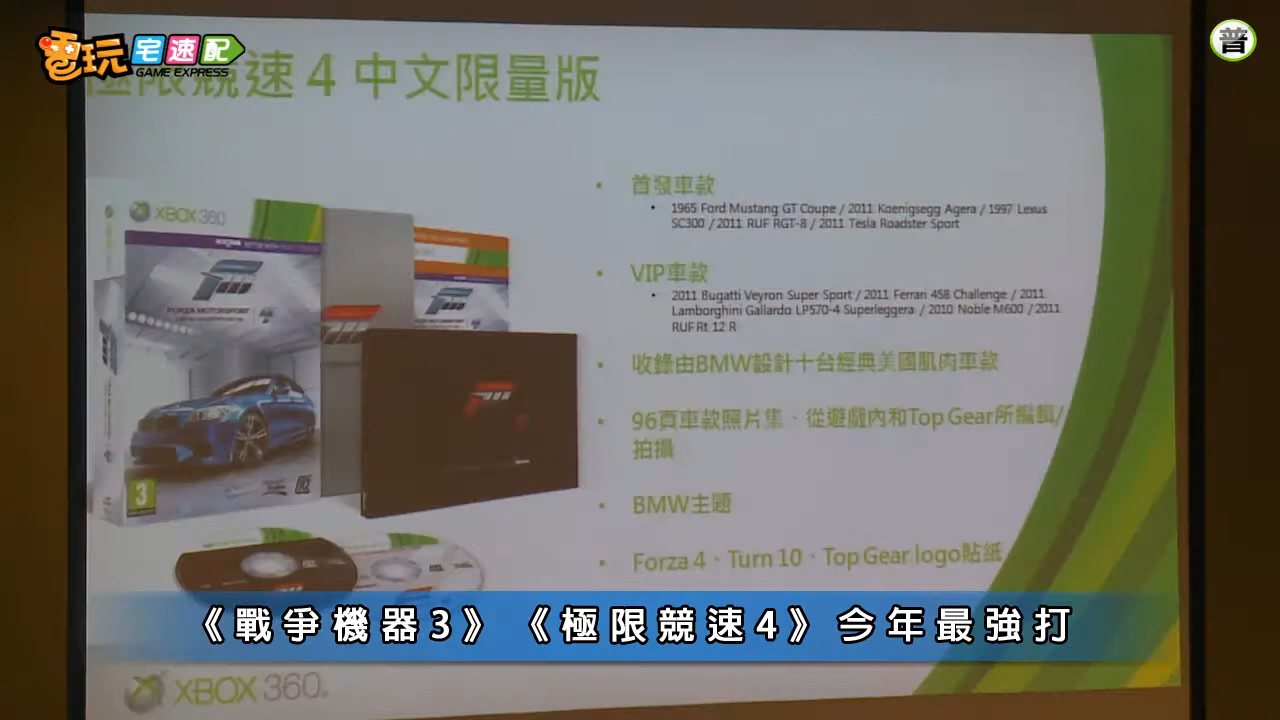 電玩宅速配
GAME EXPRESS
普
極限競速4 中文限量版
• 首發車款
• 1965 Ford Mustang GT Coupe / 2011 Koenigsegg Agera / 1997 Lexus
SC300 / 2011 RUF RGT-8 / 2011 Tesla Roadster Sport
• VIP車款
• 2011 Bugatti Veyron Super Sport / 2011 Ferrari 458 Challenge / 2011
Lamborghini Gallardo LP570-4 Superleggera / 2010 Noble M600 / 2011
RUF Rt 12 R
• 收錄由BMW設計十台經典美國肌肉車款
• 96頁車款照片集、從遊戲內和Top Gear所編輯/
拍攝
• BMW主題
• Forza 4、Turn 10、Top Gear logo貼紙
XBOX 360
FORZA MOTORSPORT 4
3
《戰爭機器3》《極限競速4》今年最強打
XBOX 360